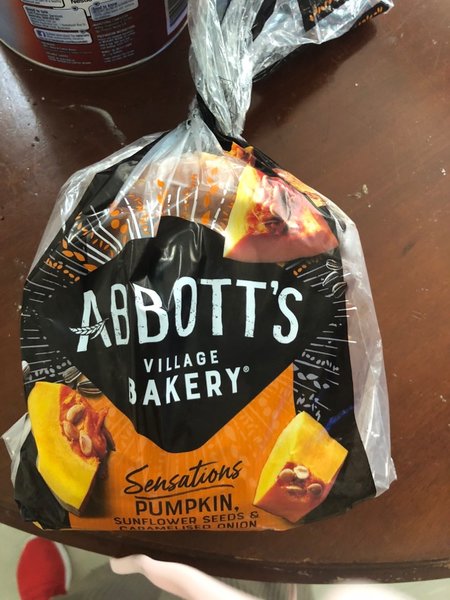 ABBOTT'S
VILLAGE
BAKERY®
Sensations
PUMPKIN,
SUNFLOWER SEEDS &
CARAMELISED ONION